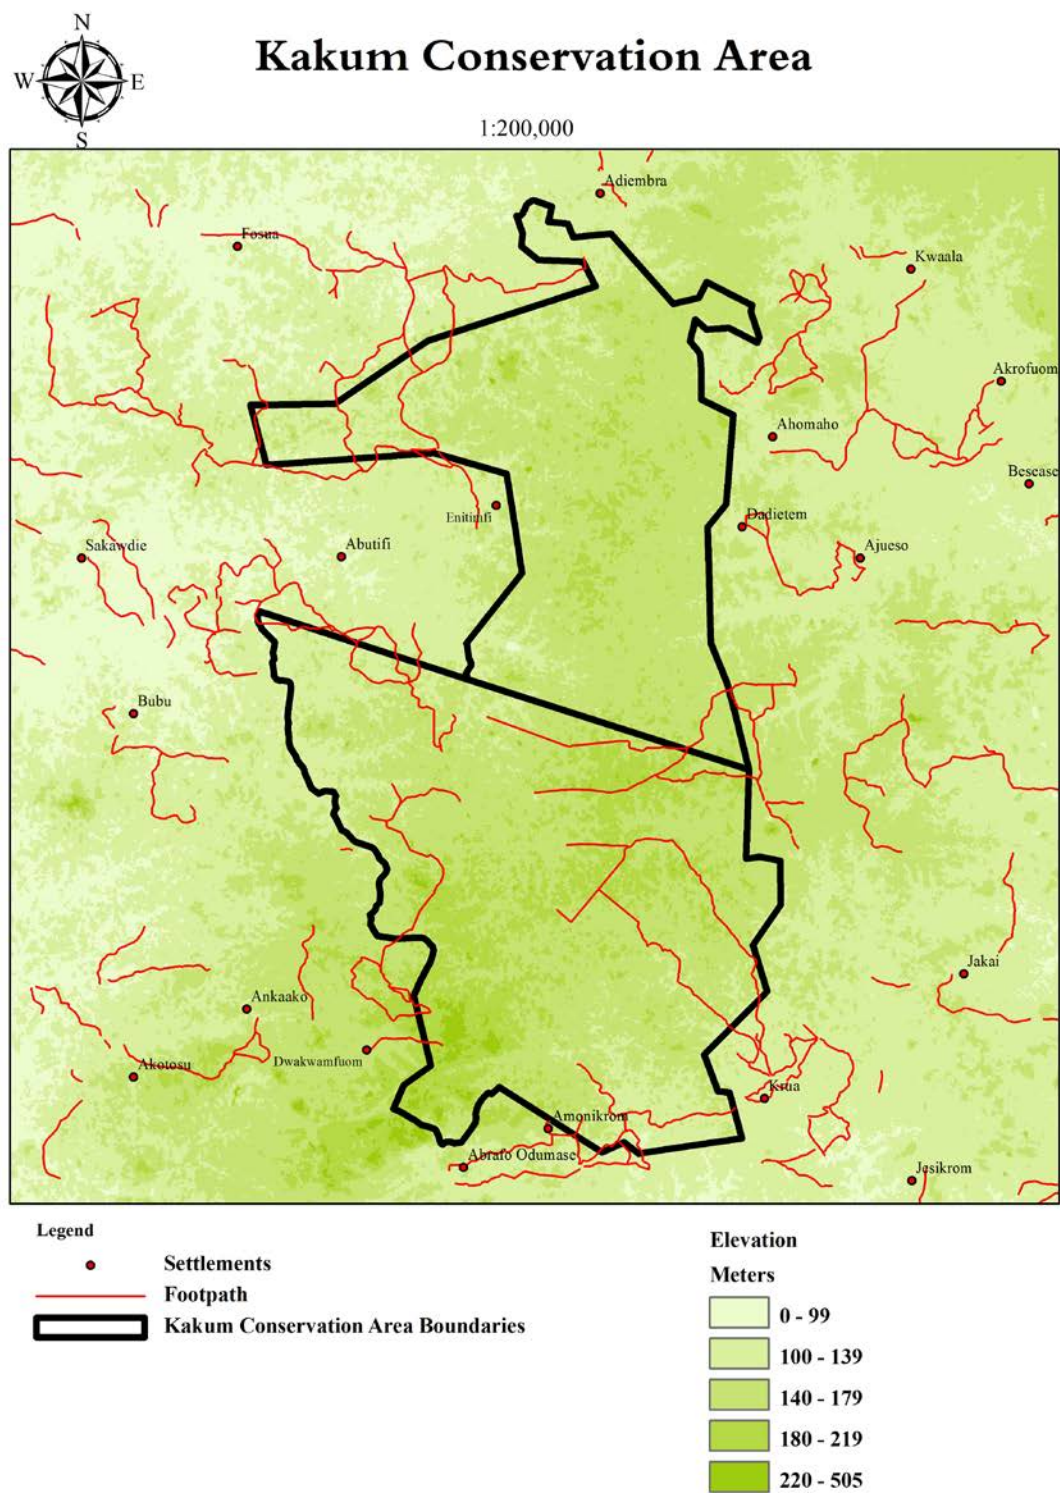 N
Kakum Conservation Area
W
E
S
1:200,000
Adiembra
Fosua
Kwaala
Akrofuom
Ahomaho
Besease
Enitimfi
Dadietem
Sakawdie
Abutifi
Ajueso
Bubu
Jakai
Ankaako
Dwakwamfuom
Akotosu
Krua
Amonikrom
Abrafo Odumase
Jesikrom
Legend
Settlements
Footpath
Kakum Conservation Area Boundaries
Elevation
Meters
0 - 99
100 - 139
140 - 179
180 - 219
220 - 505